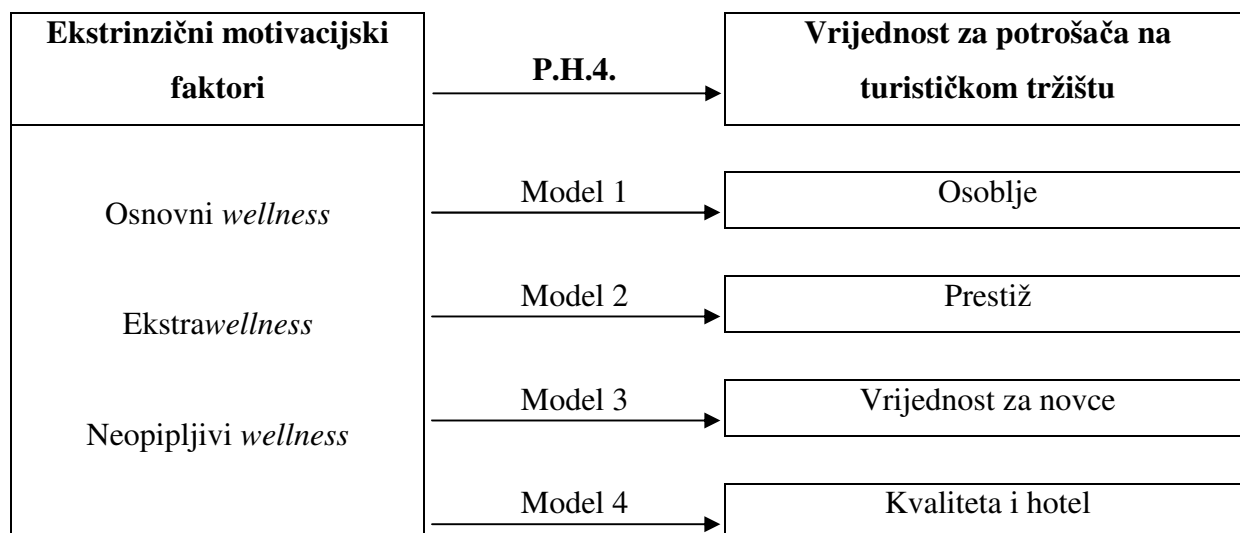 Ekstrinzični motivacijski
faktori
P.H.4.
Vrijednost za potrošača na
turističkom tržištu
Osnovni wellness
Ekstrawellness
Neopipljivi wellness
Model 1
Osoblje
Model 2
Prestiž
Model 3
Vrijednost za novce
Model 4
Kvaliteta i hotel